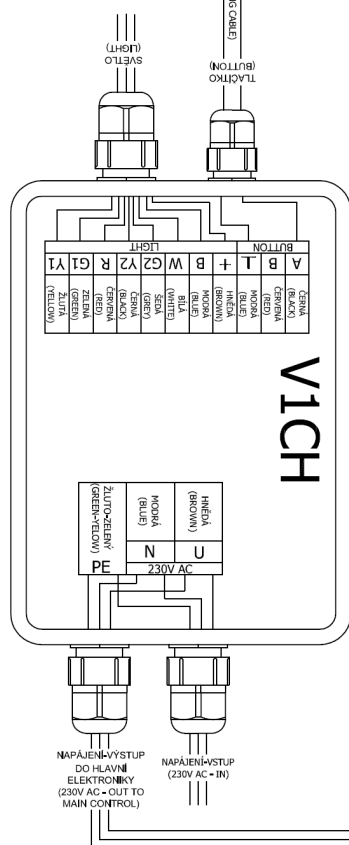 SVĚTLO
(LIGHT)
NG CABLE)
TLAČÍTKO
(BUTTON)
LIGHT
BUTTON
Y1
G1
R
Y2
G2
W
B
+
⊥
B
A
ŽLUTÁ
(YELLOW)
ZELENÁ
(GREEN)
ČERVENÁ
(RED)
ČERNÁ
(BLACK)
ŠEDÁ
(GREY)
BÍLÁ
(WHITE)
MODRÁ
(BLUE)
HNĚDÁ
(BROWN)
MODRÁ
(BLUE)
ČERVENÁ
(RED)
ČERNÁ
(BLACK)
V1CH
ŽLUTO-ZELENÝ
(GREEN-YELOW)
MODRÁ
(BLUE)
HNĚDÁ
(BROWN)
PE
N
U
230V AC
NAPÁJENÍ-VÝSTUP
DO HLAVNÍ
ELEKTRONIKY
(230V AC - OUT TO
MAIN CONTROL)
NAPÁJENÍ-VSTUP
(230V AC - IN)